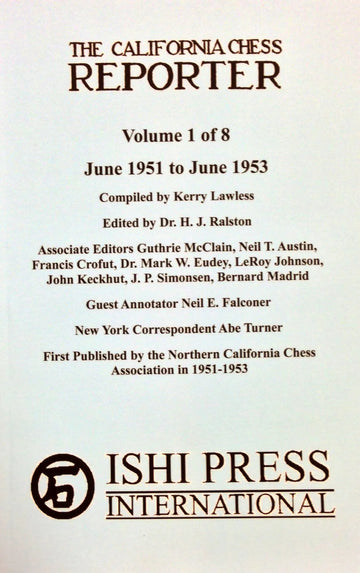 THE CALIFORNIA CHESS
REPORTER
Volume 1 of 8
June 1951 to June 1953
Compiled by Kerry Lawless
Edited by Dr. H. J. Ralston
Associate Editors Guthrie McClain, Neil T. Austin,
Francis Crofut, Dr. Mark W. Eudey, LeRoy Johnson,
John Keckhut, J. P. Simonsen, Bernard Madrid
Guest Annotator Neil E. Falconer
New York Correspondent Abe Turner
First Published by the Northern California Chess
Association in 1951-1953
石
ISHI PRESS
INTERNATIONAL